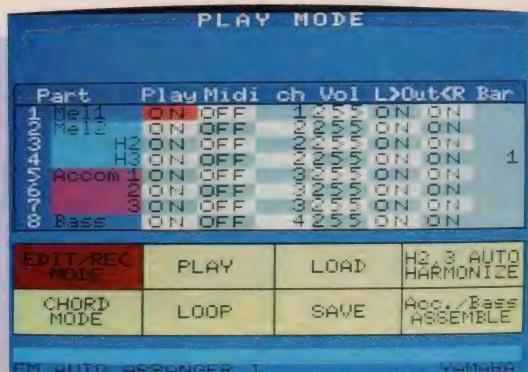 PLAY MODE
Part Play Midi ch Vol L>Out<R Bar
1 Mel1 ON OFF 1 255 ON ON
2 Mel2 ON OFF 2 255 ON ON
3 H2 ON OFF 2 255 ON ON
4 H3 ON OFF 2 255 ON ON 1
5 Accom 1 ON OFF 3 255 ON ON
6 2 ON OFF 3 255 ON ON
7 3 ON OFF 3 255 ON ON
8 Bass ON OFF 4 255 ON ON
EDIT/REC MODE PLAY LOAD H2,3 AUTO HARMONIZE
CHORD MODE LOOP SAVE Acc./Bass ASSEMBLE
FM AUTO ARRANGER I YAMAHA